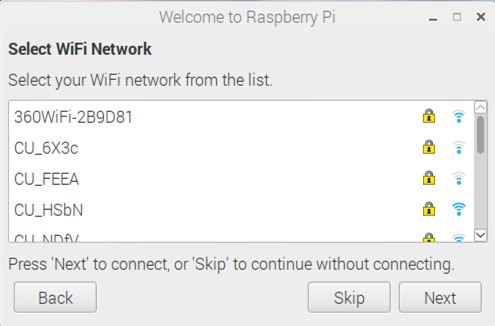 Welcome to Raspberry Pi
Select WiFi Network
Select your WiFi network from the list.
360WiFi-2B9D81
CU_6X3c
CU_FEEA
CU_HSbN
CU_NDfV
Press 'Next' to connect, or 'Skip' to continue without connecting.
Back
Skip
Next